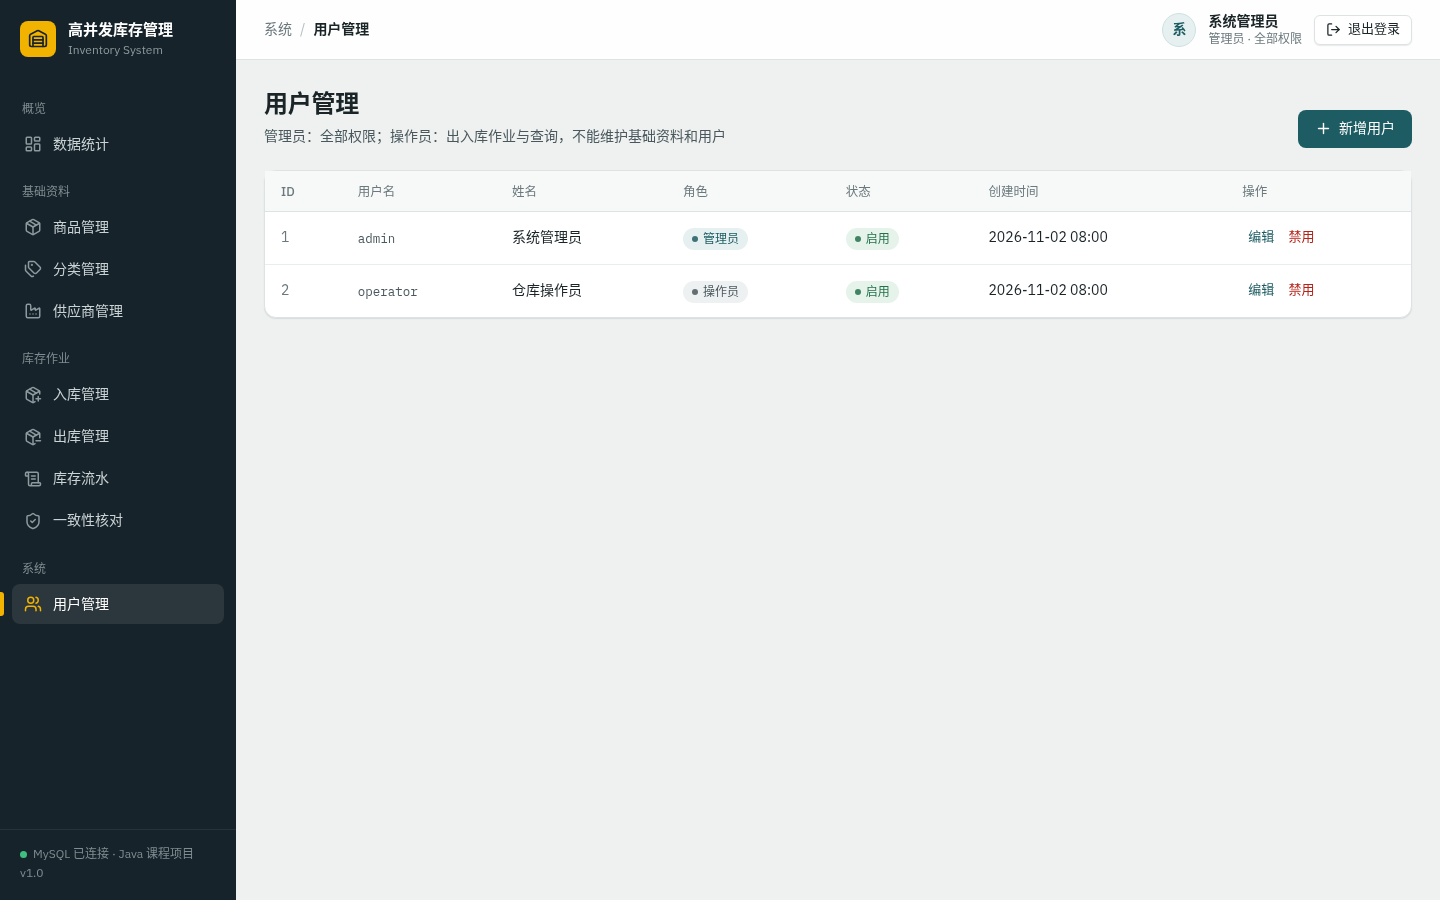 高并发库存管理
Inventory System
概览
数据统计
基础资料
商品管理
分类管理
供应商管理
库存作业
入库管理
出库管理
库存流水
一致性核对
系统
用户管理
MySQL 已连接 · Java 课程项目
v1.0
系统 / 用户管理
系
系统管理员
管理员 · 全部权限
退出登录
用户管理
管理员：全部权限；操作员：出入库作业与查询，不能维护基础资料和用户
新增用户
ID 用户名 姓名 角色 状态 创建时间 操作
1 admin 系统管理员 管理员 启用 2026-11-02 08:00 编辑 禁用
2 operator 仓库操作员 操作员 启用 2026-11-02 08:00 编辑 禁用